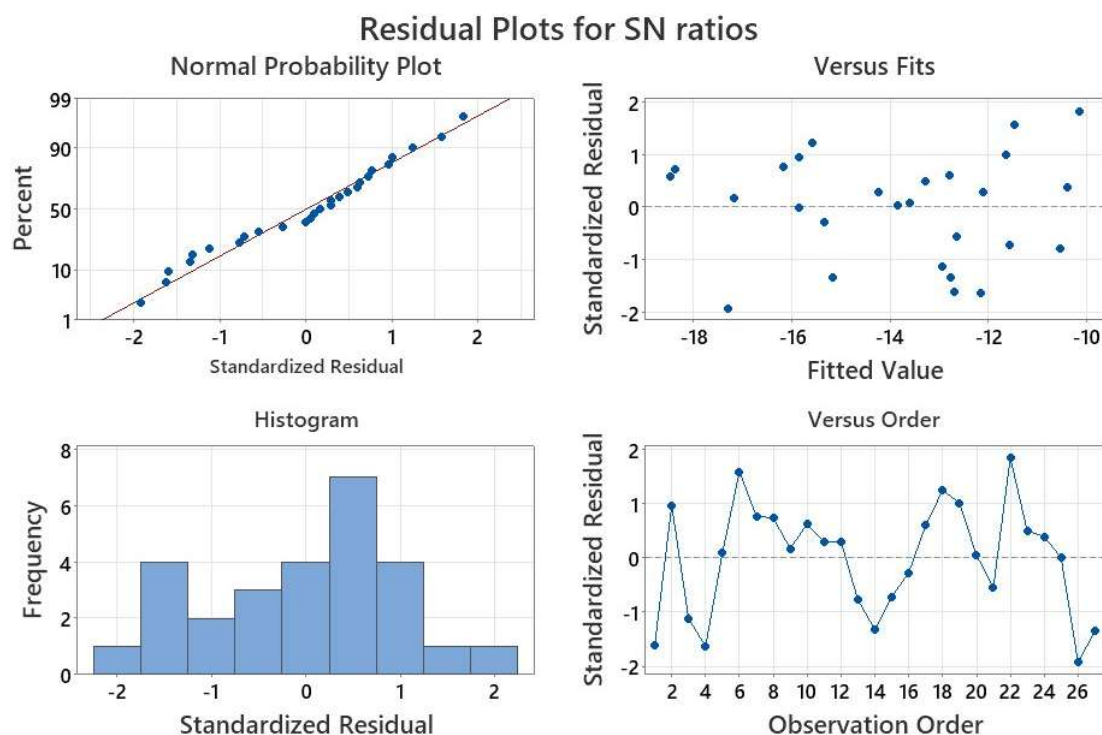 Residual Plots for SN ratios
Normal Probability Plot
Percent
99
90
50
10
1
-2 -1 0 1 2
Standardized Residual
Versus Fits
Standardized Residual
2
1
0
-1
-2
-18 -16 -14 -12 -10
Fitted Value
Histogram
Frequency
8
6
4
2
0
-2 -1 0 1 2
Standardized Residual
Versus Order
Standardized Residual
2
1
0
-1
-2
2 4 6 8 10 12 14 16 18 20 22 24 26
Observation Order